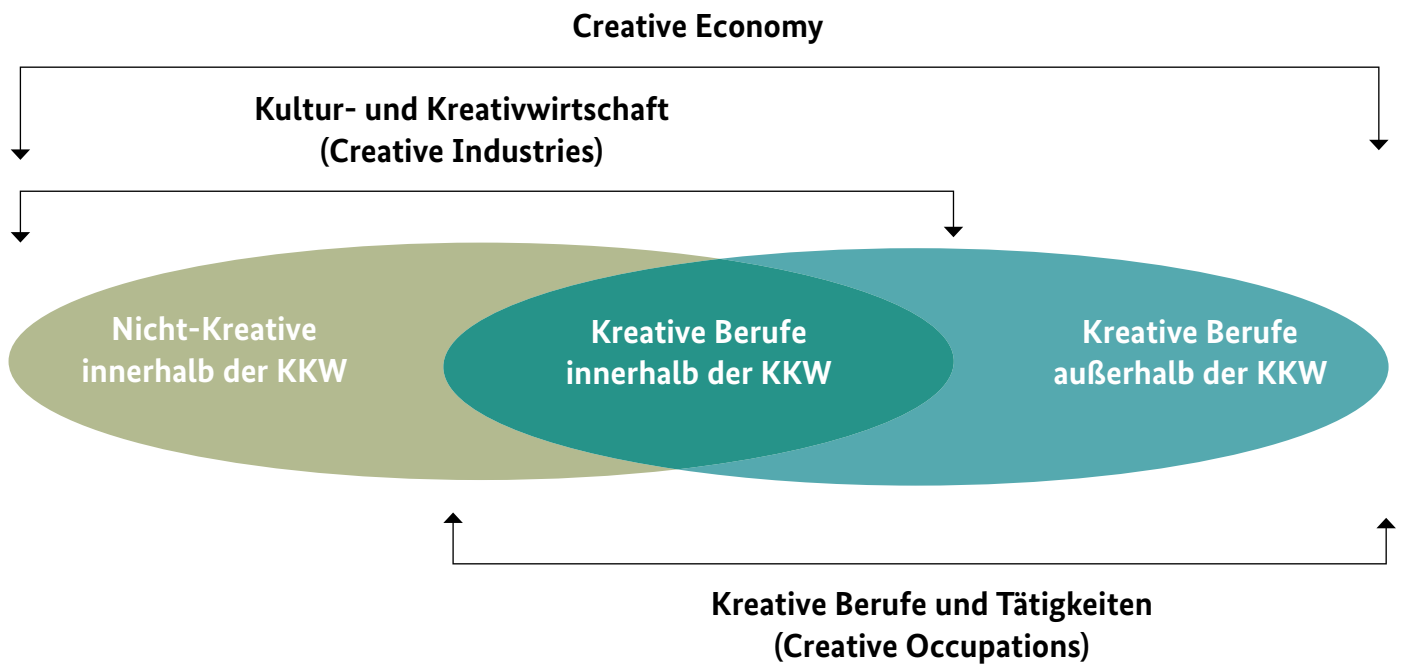 Creative Economy
Kultur- und Kreativwirtschaft
(Creative Industries)
Nicht-Kreative
innerhalb der KKW
Kreative Berufe
innerhalb der KKW
Kreative Berufe
außerhalb der KKW
Kreative Berufe und Tätigkeiten
(Creative Occupations)